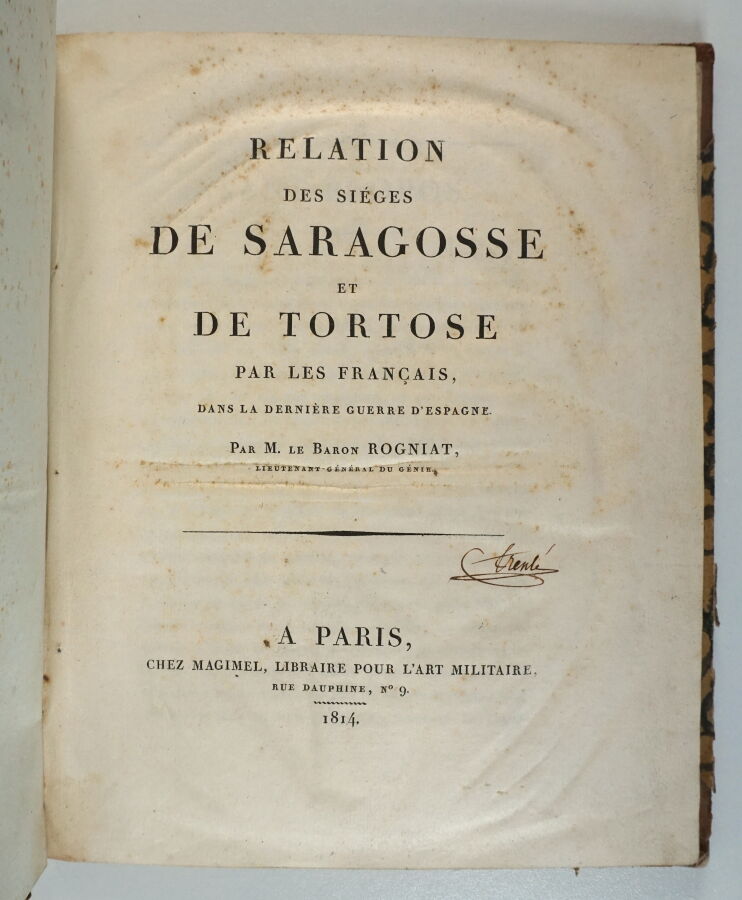 RELATION
DES SIÉGES
DE SARAGOSSE
ET
DE TORTOSE
PAR LES FRANÇAIS,
DANS LA DERNIÈRE GUERRE D'ESPAGNE.
PAR M. LE BARON ROGNIAT,
LIEUTENANT-GÉNÉRAL DU GÉNIE.
A PARIS,
CHEZ MAGIMEL, LIBRAIRE POUR L'ART MILITAIRE,
RUE DAUPHINE, Nº 9.
1814.